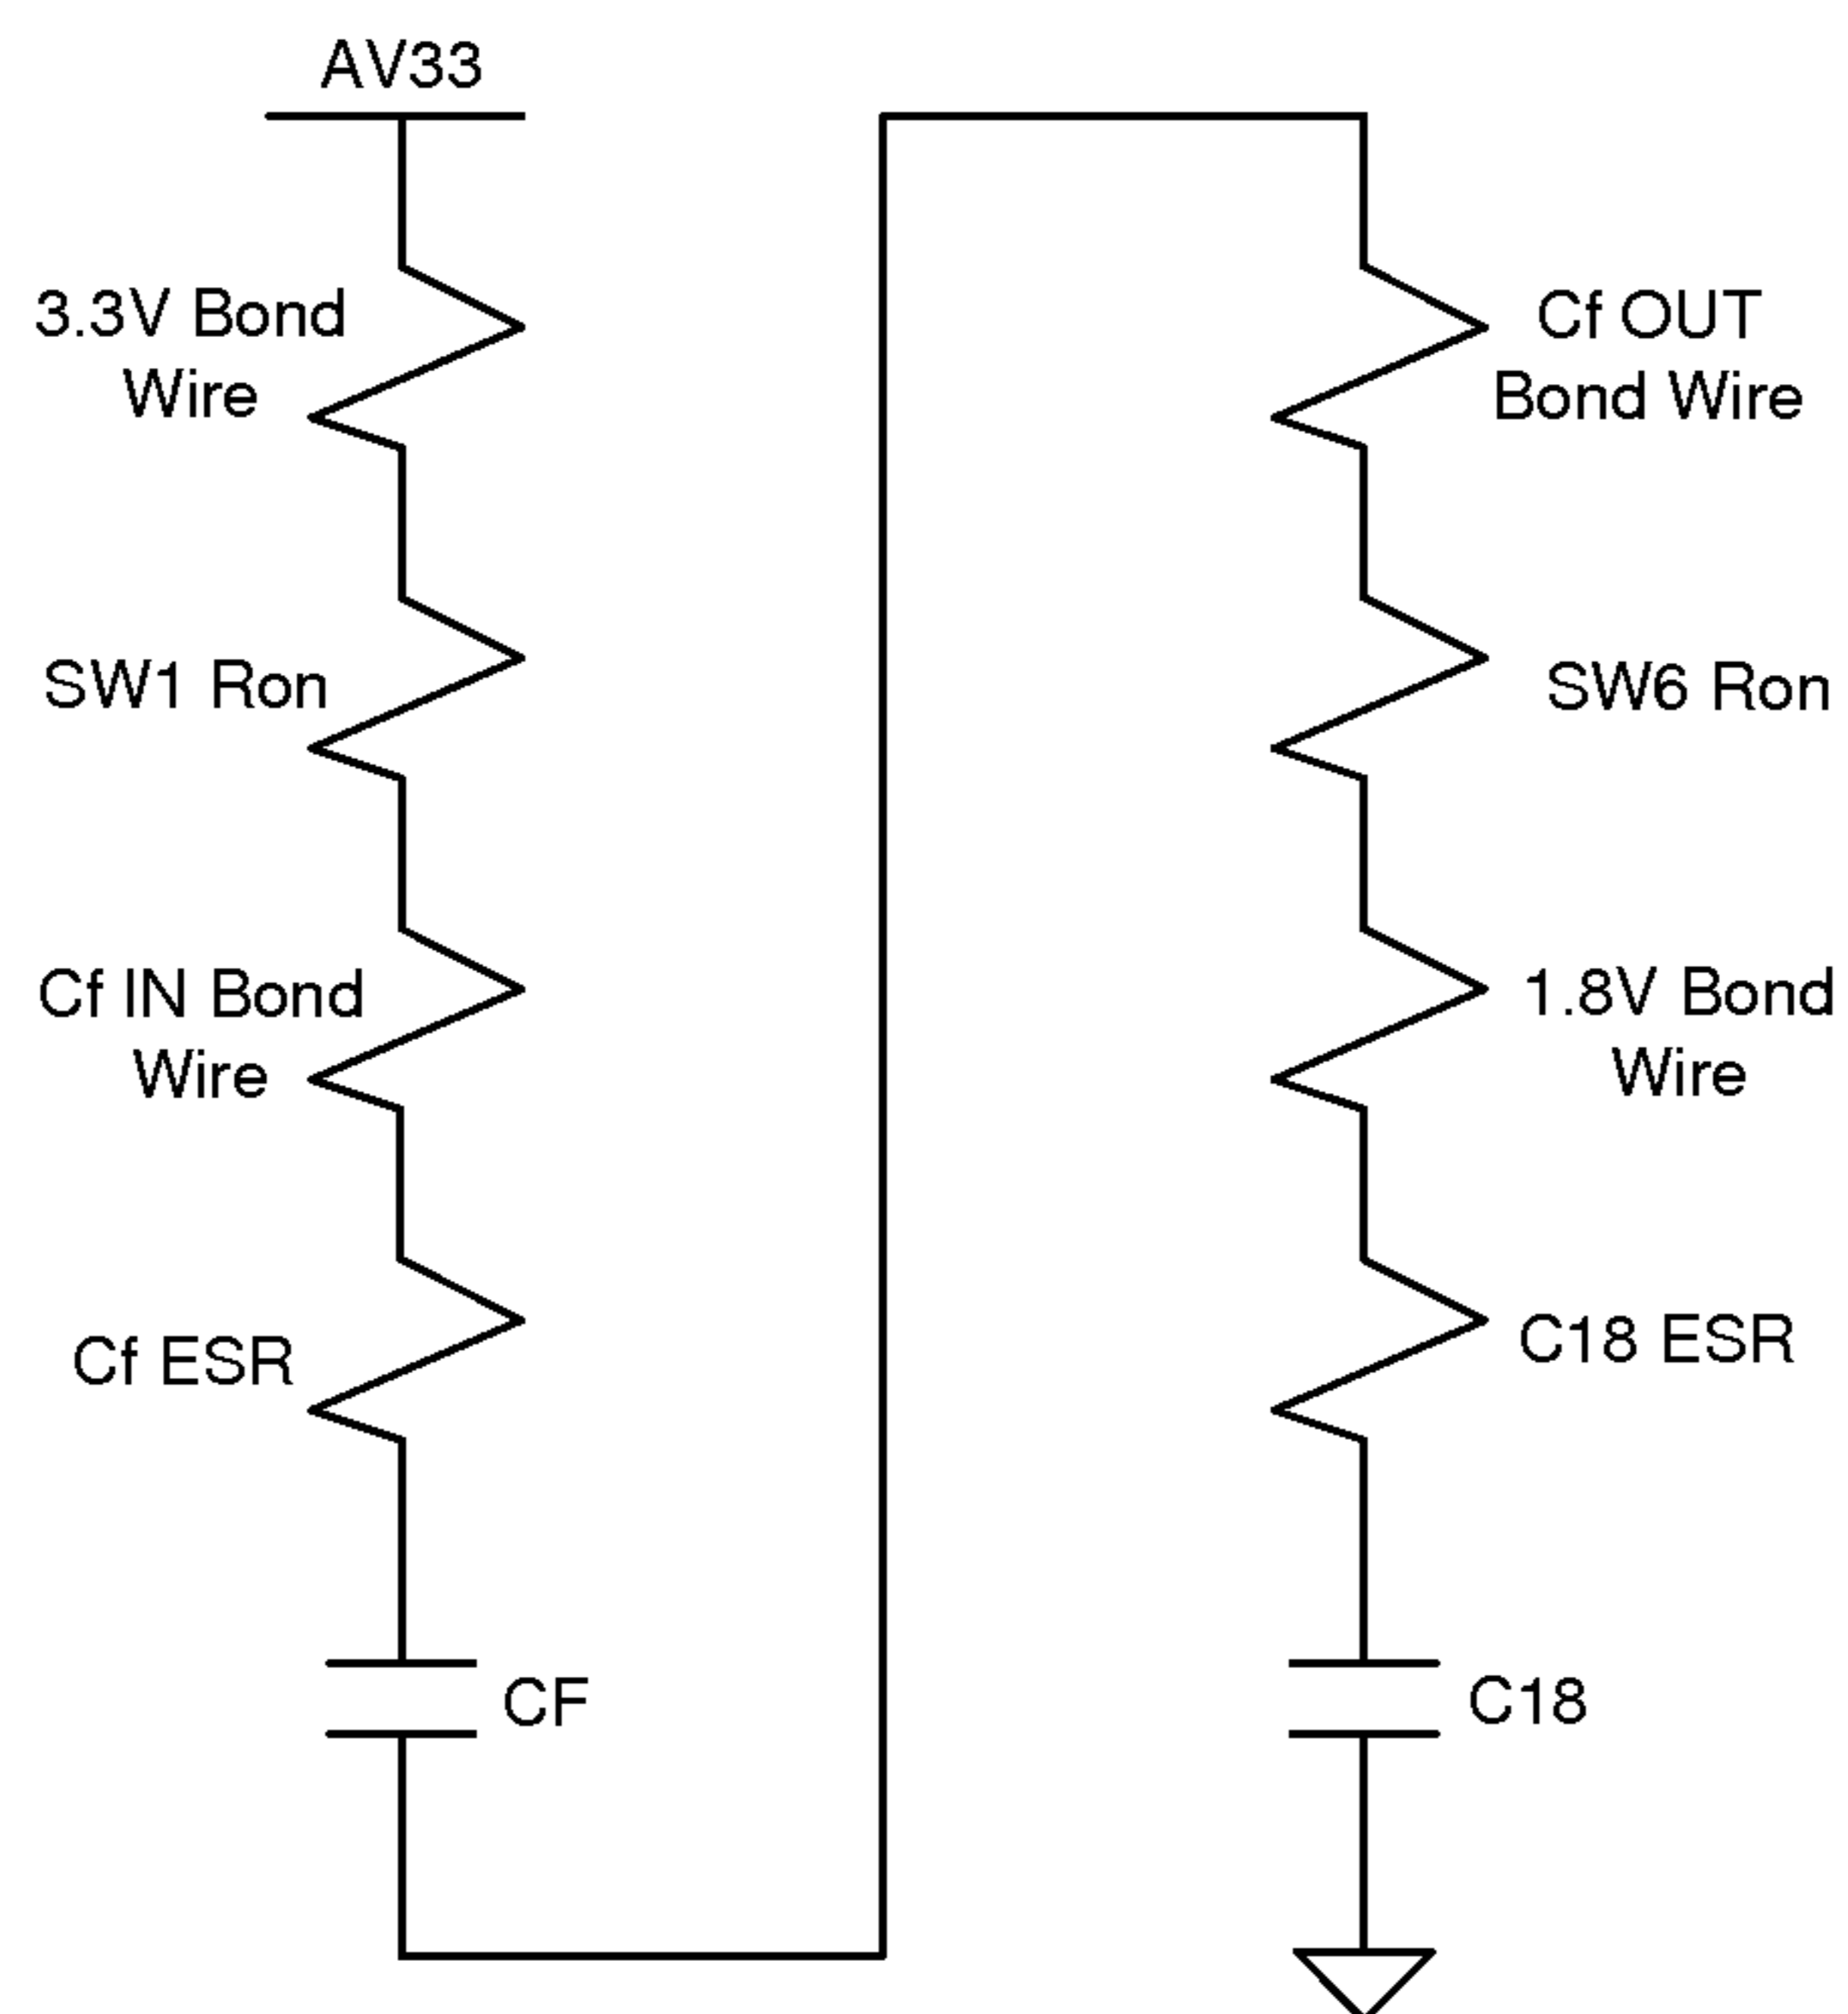 AV33
3.3V Bond
Wire
SW1 Ron
Cf IN Bond
Wire
Cf ESR
CF
Cf OUT
Bond Wire
SW6 Ron
1.8V Bond
Wire
C18 ESR
C18